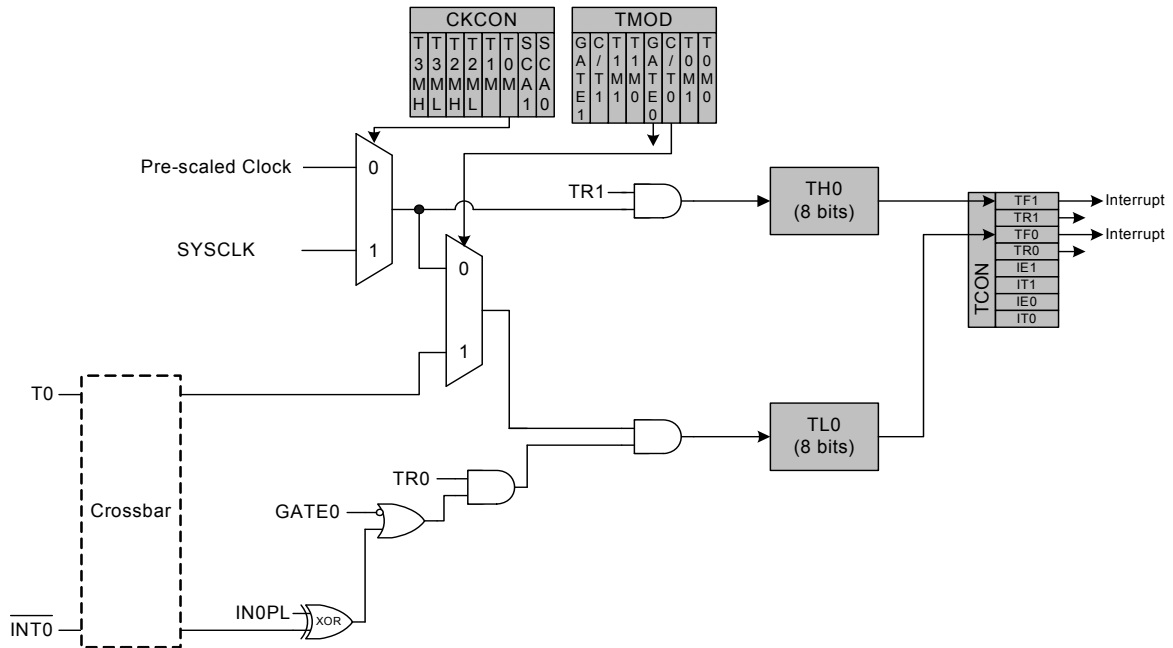 CKCON
T3MH
T3ML
T2MH
T2ML
T1M
T0M
SCA1
SCA0
TMOD
GATE1
C/T1
T1M1
T1M0
GATE0
C/T0
T0M1
T0M0
Pre-scaled Clock
0
SYSCLK
1
TR1
TH0
(8 bits)
TCON
TF1
TR1
TF0
TR0
IE1
IT1
IE0
IT0
Interrupt
Interrupt
0
1
T0
Crossbar
TL0
(8 bits)
TR0
GATE0
IN0PL
XOR
INT0